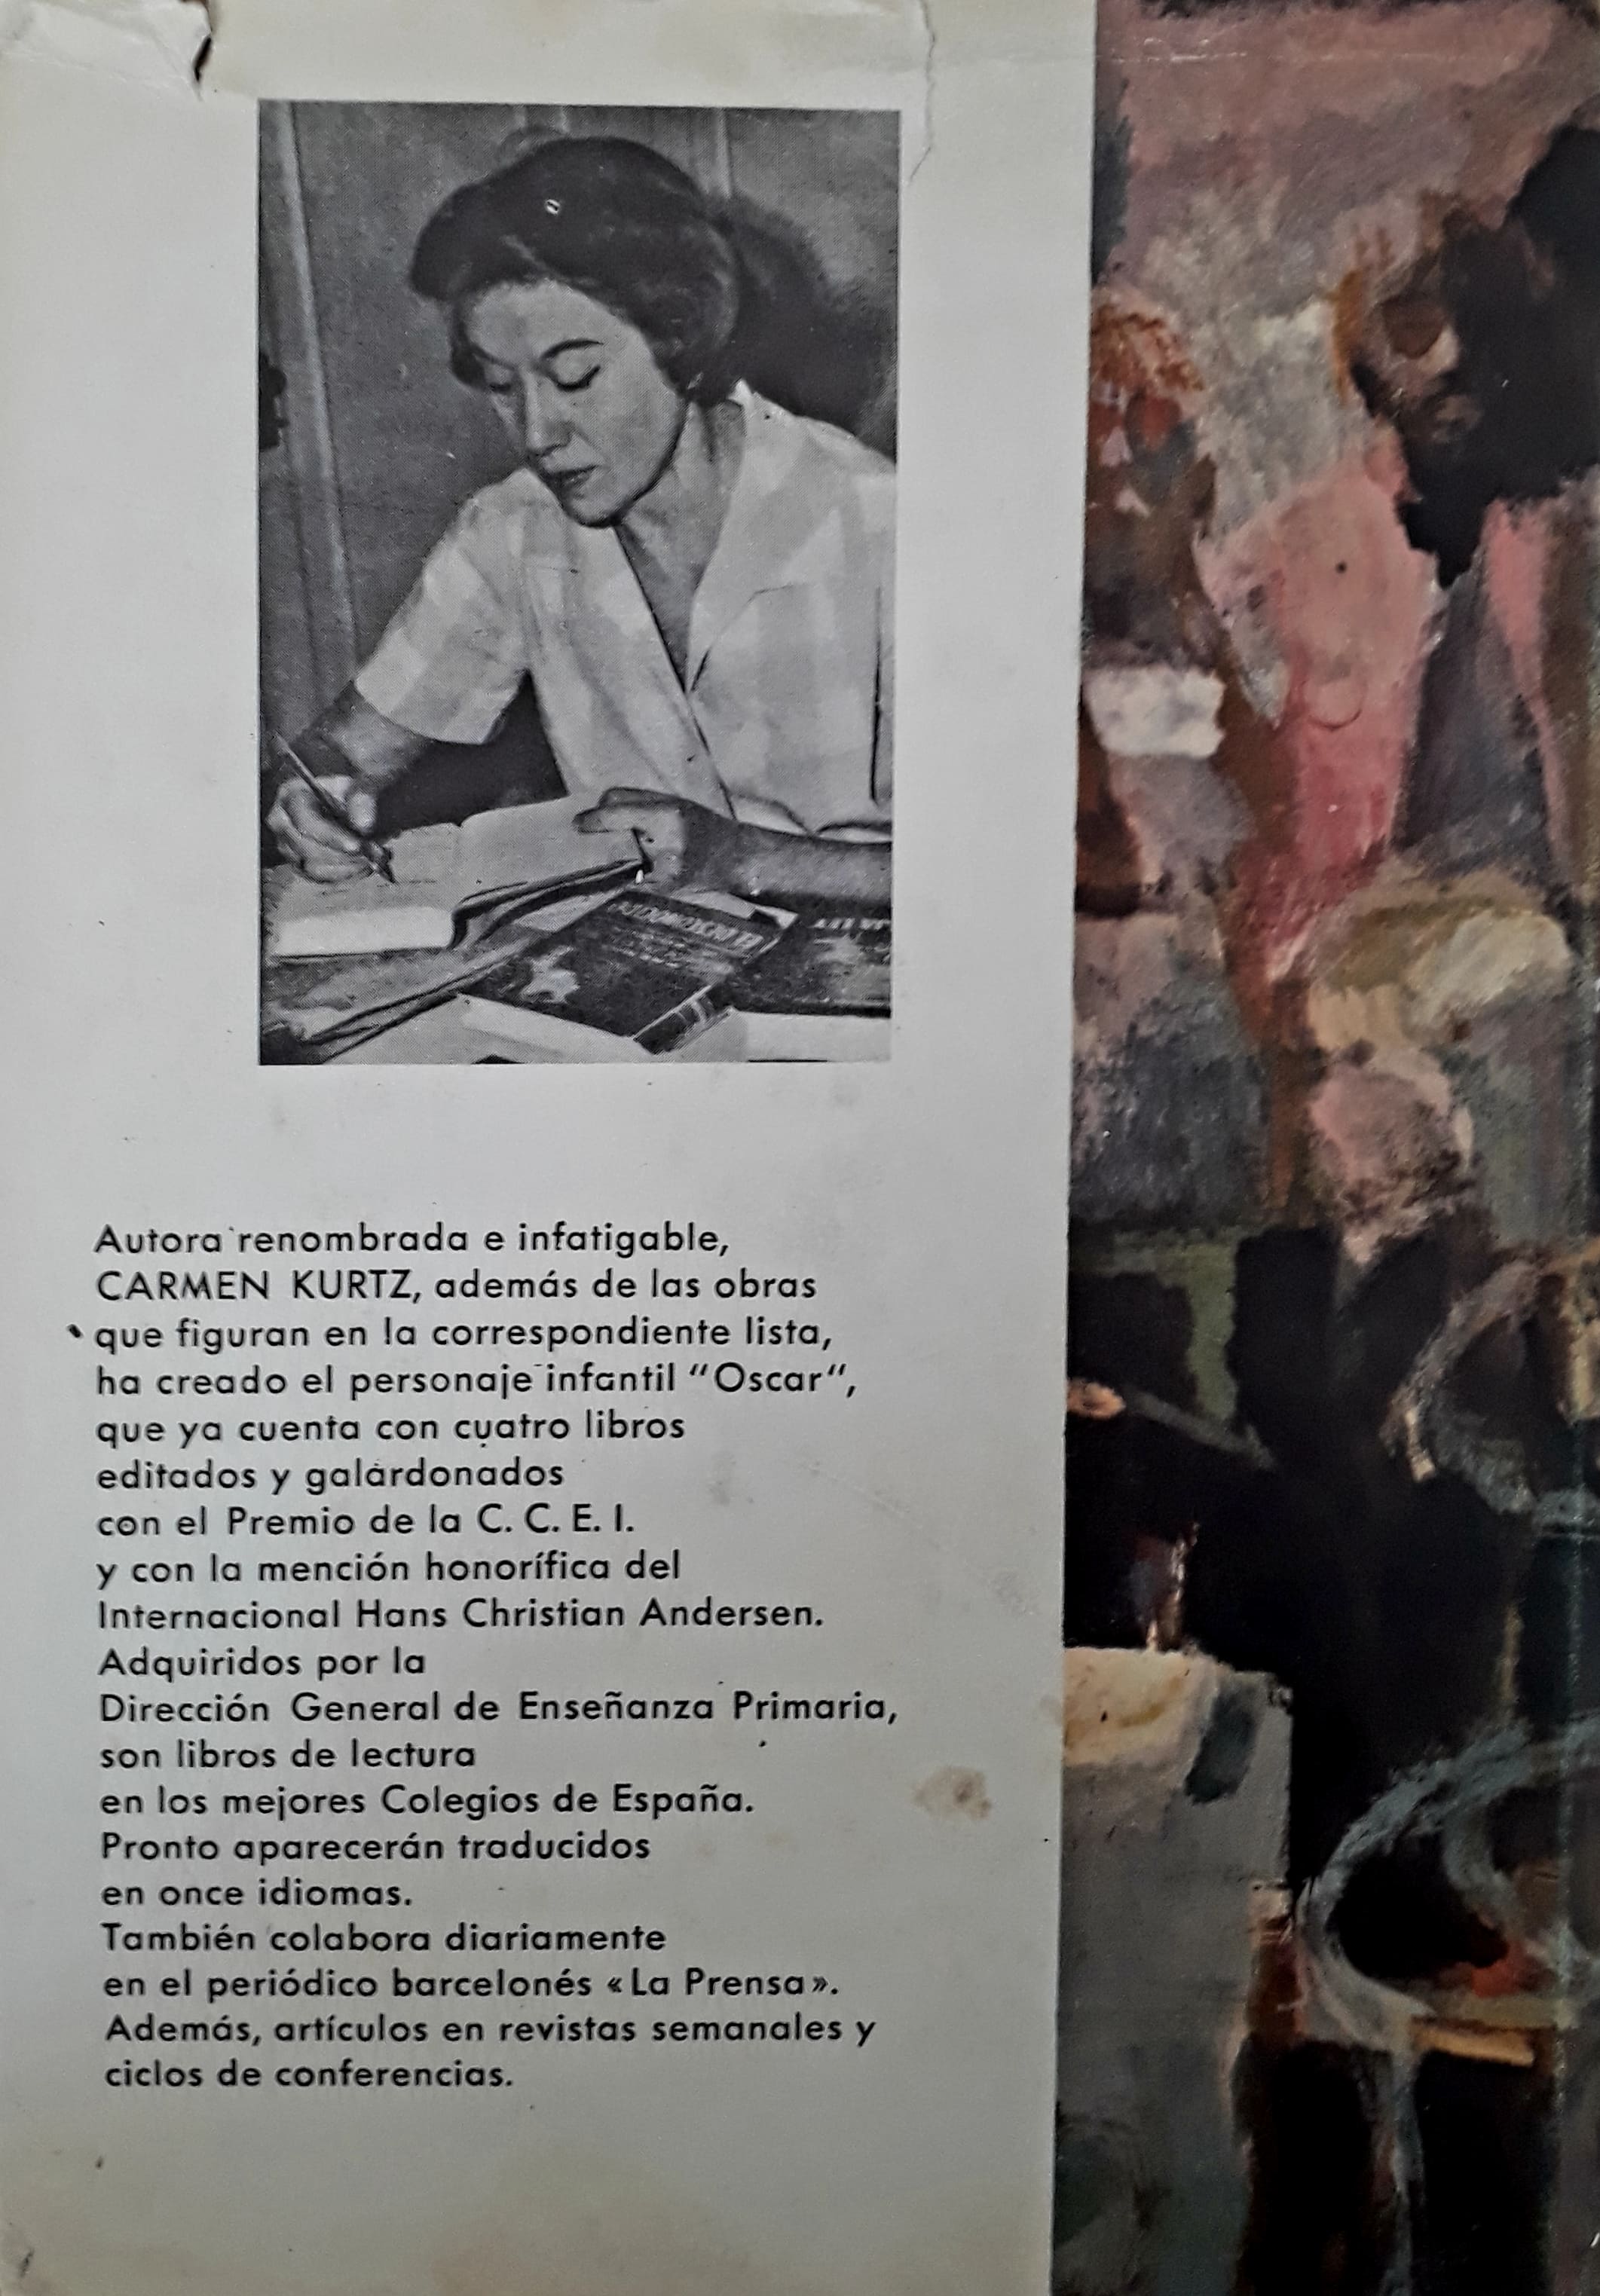 EL DESCONOCIDO
Autora renombrada e infatigable,
CARMEN KURTZ, además de las obras
que figuran en la correspondiente lista,
ha creado el personaje infantil “Oscar“,
que ya cuenta con cuatro libros
editados y galardonados
con el Premio de la C. C. E. I.
y con la mención honorífica del
Internacional Hans Christian Andersen.
Adquiridos por la
Dirección General de Enseñanza Primaria,
son libros de lectura
en los mejores Colegios de España.
Pronto aparecerán traducidos
en once idiomas.
También colabora diariamente
en el periódico barcelonés «La Prensa».
Además, artículos en revistas semanales y
ciclos de conferencias.